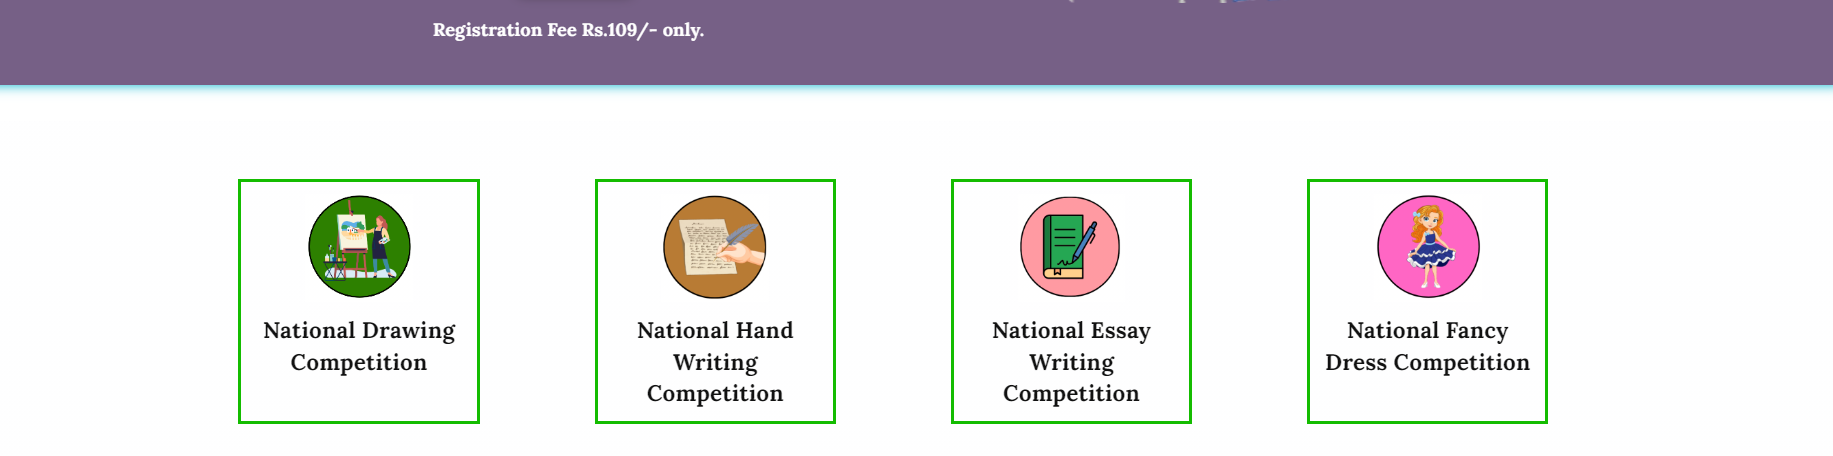 Registration Fee Rs.109/- only.
National Drawing
Competition
National Hand
Writing
Competition
National Essay
Writing
Competition
National Fancy
Dress Competition